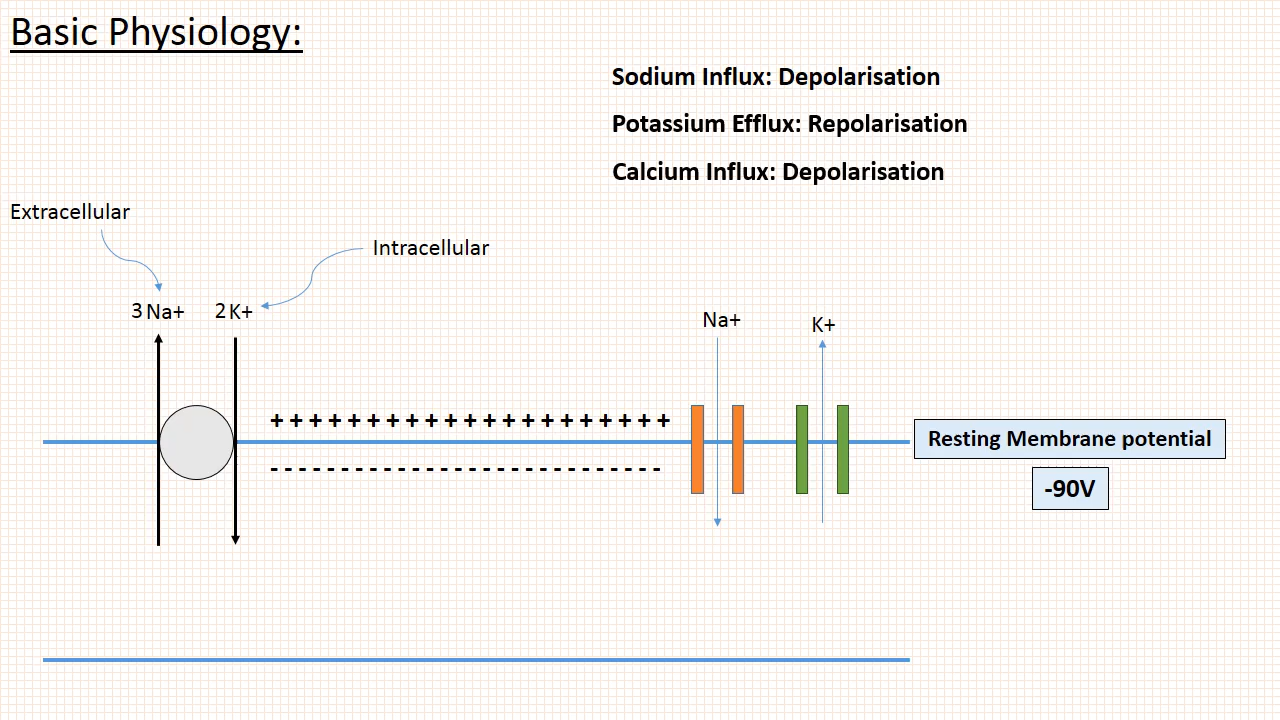 Basic Physiology:
Sodium Influx: Depolarisation
Potassium Efflux: Repolarisation
Calcium Influx: Depolarisation
Extracellular
Intracellular
3 Na+ 2 K+
Na+ K+
+ + + + + + + + + + + + + + + + + + + + +
- - - - - - - - - - - - - - - - - - - - - - - - - - - -
Resting Membrane potential
-90V